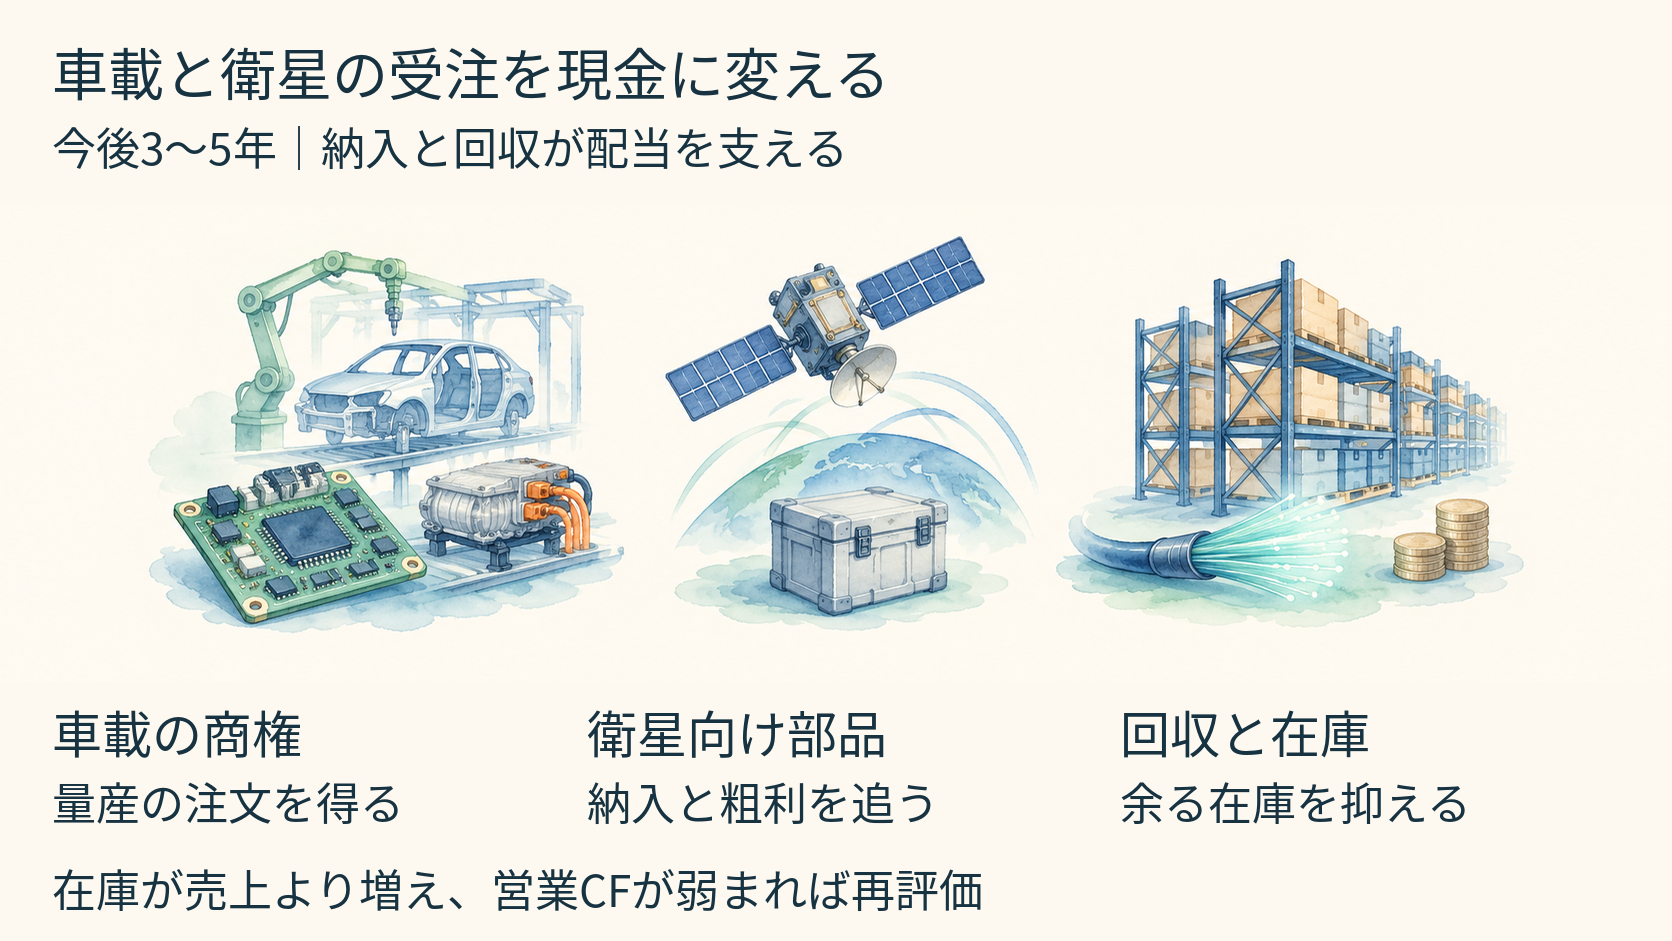 車載と衛星の受注を現金に変える
今後3～5年｜納入と回収が配当を支える
車載の商権
量産の注文を得る
衛星向け部品
納入と粗利を追う
回収と在庫
余る在庫を抑える
在庫が売上より増え、営業CFが弱まれば再評価